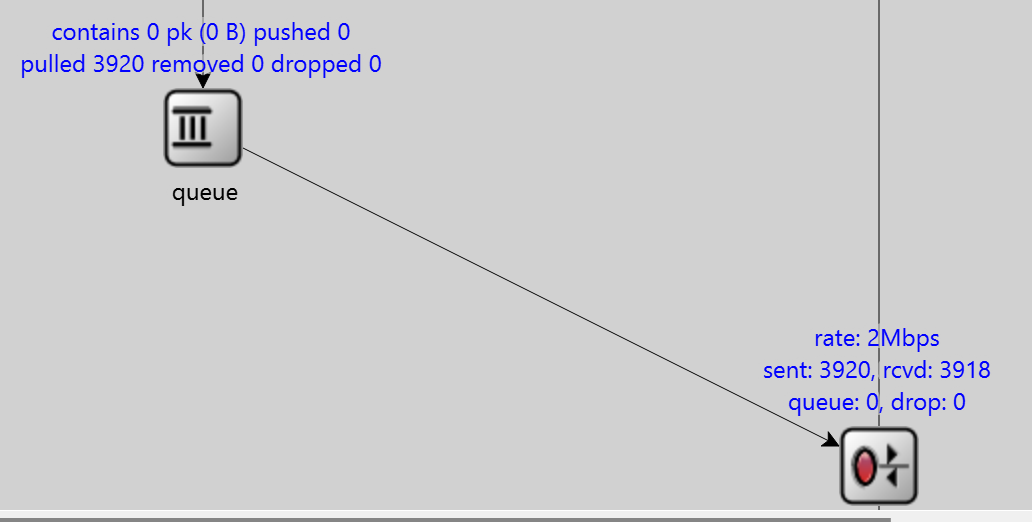 contains 0 pk (0 B) pushed 0
pulled 3920 removed 0 dropped 0
queue
rate: 2Mbps
sent: 3920, rcvd: 3918
queue: 0, drop: 0